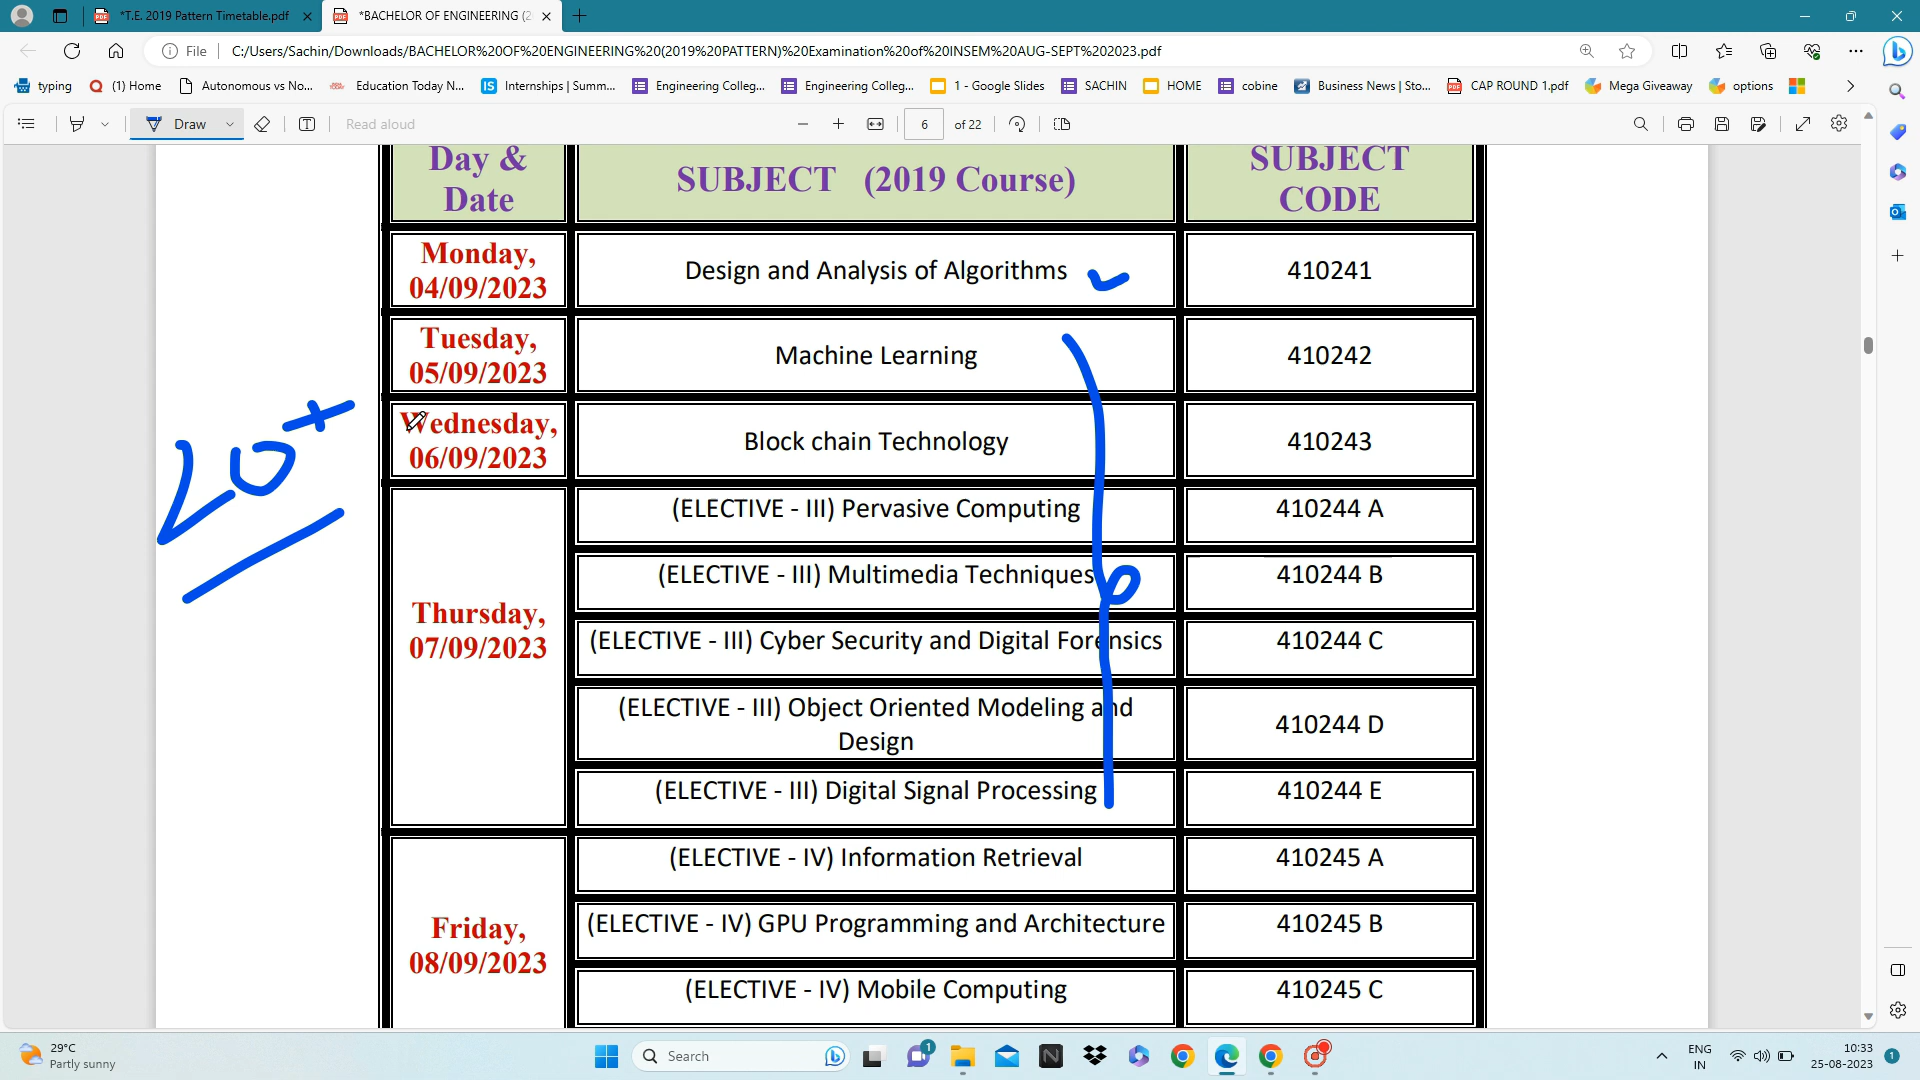 *T.E. 2019 Pattern Timetable.pdf
*BACHELOR OF ENGINEERING (2
File
C:/Users/Sachin/Downloads/BACHELOR%20OF%20ENGINEERING%20(2019%20PATTERN)%20Examination%20of%20INSEM%20AUG-SEPT%202023.pdf
typing
(1) Home
Autonomous vs No...
Education Today N...
Internships | Summ...
Engineering Colleg...
Engineering Colleg...
1 - Google Slides
SACHIN
HOME
cobine
Business News | Sto...
CAP ROUND 1.pdf
Mega Giveaway
options
Draw
Read aloud
6
of 22
Day &
Date
SUBJECT (2019 Course)
SUBJECT
CODE
Monday,
04/09/2023
Design and Analysis of Algorithms
410241
Tuesday,
05/09/2023
Machine Learning
410242
20+
Wednesday,
06/09/2023
Block chain Technology
410243
Thursday,
07/09/2023
(ELECTIVE - III) Pervasive Computing
410244 A
(ELECTIVE - III) Multimedia Techniques
410244 B
(ELECTIVE - III) Cyber Security and Digital Forensics
410244 C
(ELECTIVE - III) Object Oriented Modeling and
Design
410244 D
(ELECTIVE - III) Digital Signal Processing
410244 E
Friday,
08/09/2023
(ELECTIVE - IV) Information Retrieval
410245 A
(ELECTIVE - IV) GPU Programming and Architecture
410245 B
(ELECTIVE - IV) Mobile Computing
410245 C
29°C
Partly sunny
Search
1
ENG
IN
10:33
25-08-2023
1